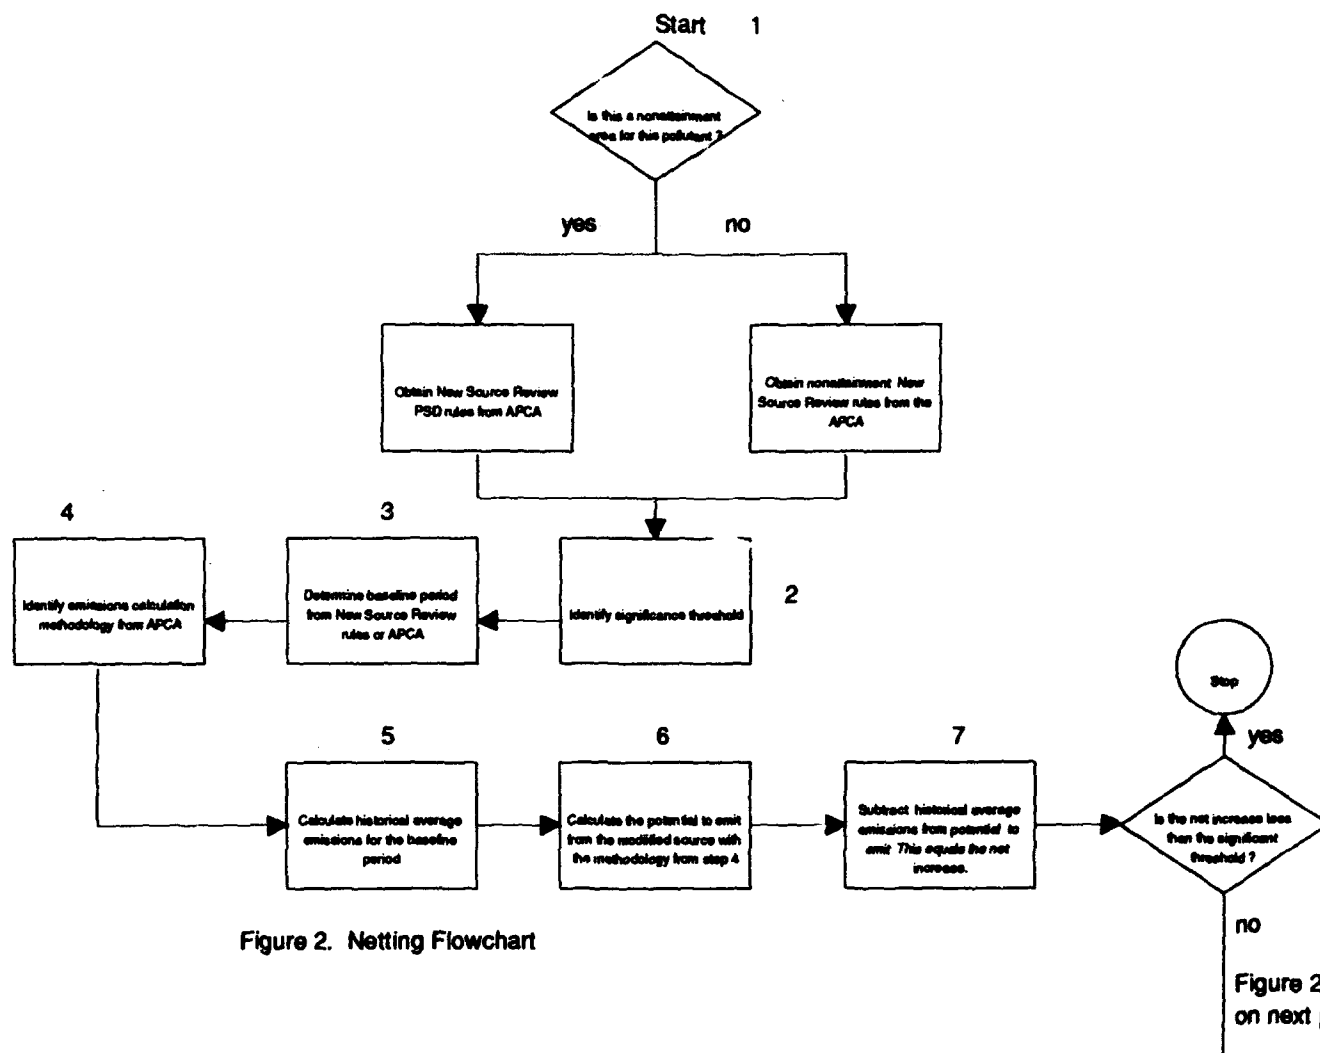 Start 1
Is this a nonattainment
area for this pollutant ?
yes no
Obtain New Source Review
PSD rules from APCA
Obtain nonattainment New
Source Review rules from the
APCA
4
3
2
Identify emissions calculation
methodology from APCA
Determine baseline period
from New Source Review
rules or APCA
Identify significance threshold
Stop
yes
5
6
7
Calculate historical average
emissions for the baseline
period
Calculate the potential to emit
from the modified source with
the methodology from step 4
Subtract historical average
emissions from potential to
emit This equals the net
increase.
Is the net increase less
than the significant
threshold ?
no
Figure 2
on next
Figure 2. Netting Flowchart